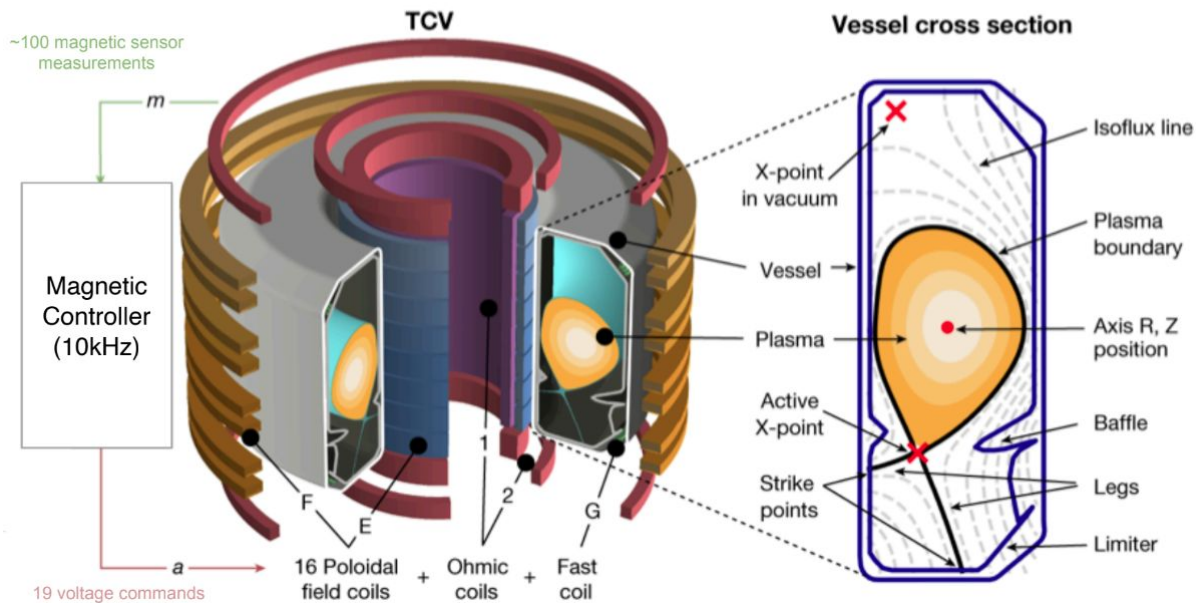 TCV
Vessel cross section
~100 magnetic sensor
measurements
m
Magnetic
Controller
(10kHz)
a
19 voltage commands
F
E
1
2
G
16 Poloidal
field coils
+
Ohmic
coils
+
Fast
coil
X-point
in vacuum
Vessel
Plasma
Active
X-point
Strike
points
Isoflux line
Plasma
boundary
Axis R, Z
position
Baffle
Legs
Limiter